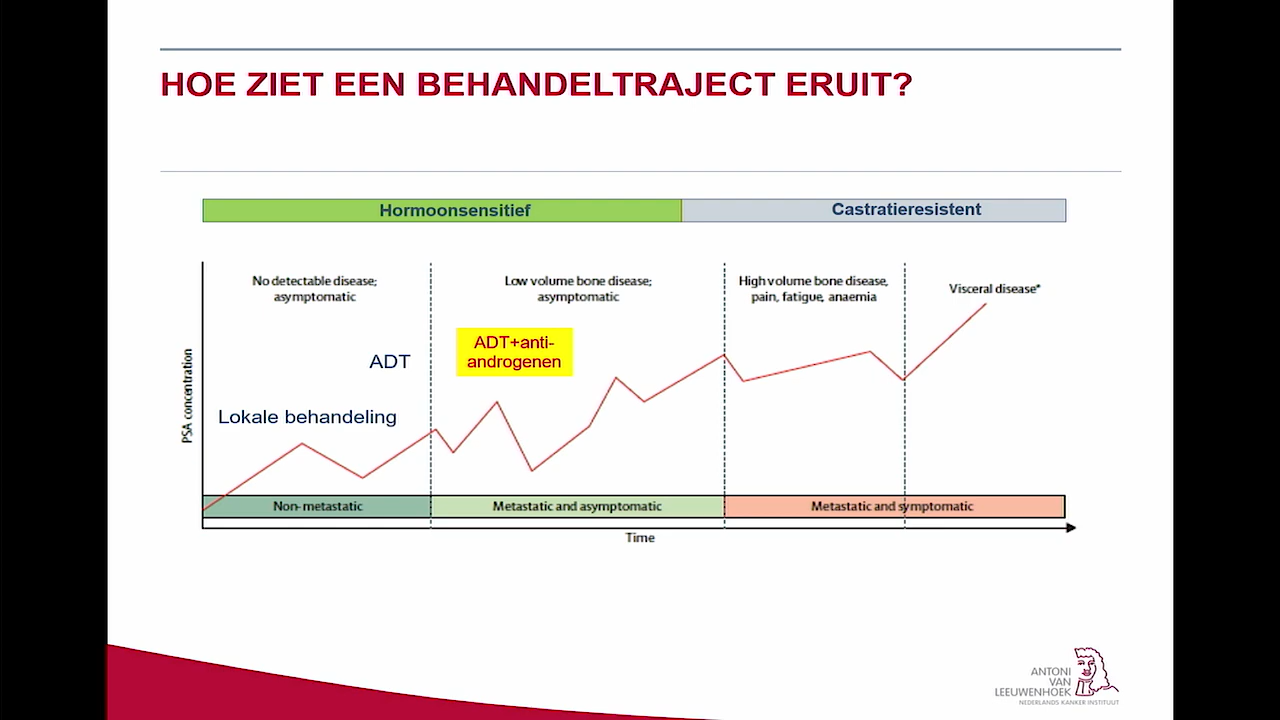 HOE ZIET EEN BEHANDELTRAJECT ERUIT?
Hormoonsensitief
Castratieresistent
No detectable disease;
asymptomatic
Low volume bone disease;
asymptomatic
High volume bone disease,
pain, fatigue, anaemia
Visceral disease*
ADT+anti-
androgenen
ADT
Lokale behandeling
PSA concentration
Non-metastatic
Metastatic and asymptomatic
Metastatic and symptomatic
Time
ANTONI
VAN
LEEUWENHOEK
NEDERLANDS KANKER INSTITUUT